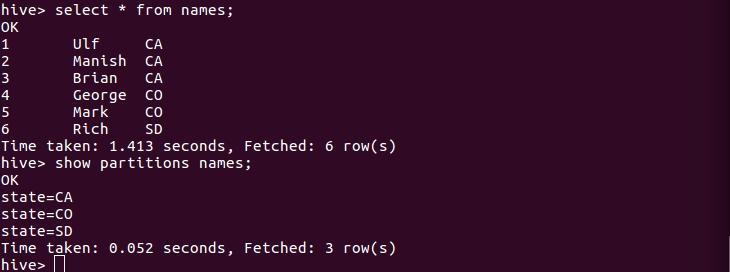 hive> select * from names;
OK
1 Ulf CA
2 Manish CA
3 Brian CA
4 George CO
5 Mark CO
6 Rich SD
Time taken: 1.413 seconds, Fetched: 6 row(s)
hive> show partitions names;
OK
state=CA
state=CO
state=SD
Time taken: 0.052 seconds, Fetched: 3 row(s)
hive>